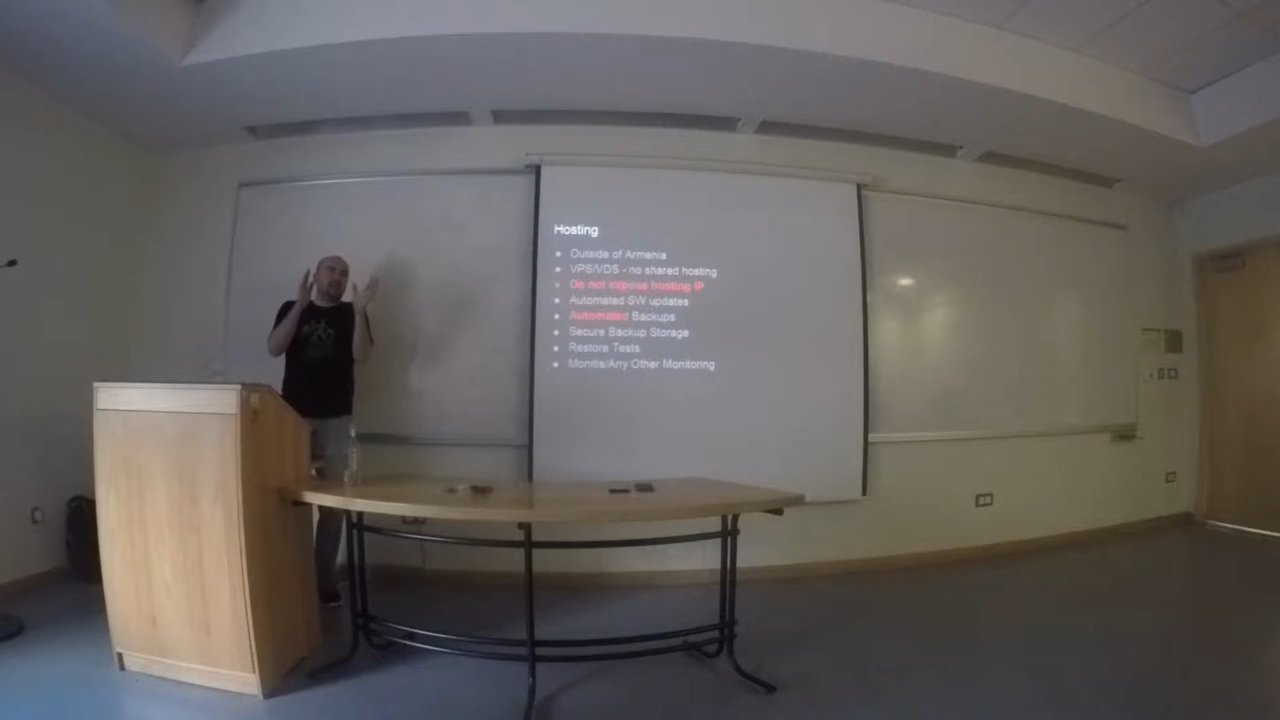 Hosting
Outside of Armenia
VPS/VDS - no shared hosting.
Do not expose hosting IP
Automated SW updates
Automated Backups
Secure Backup Storage
Restore Tests
Monitis/Any Other Monitoring